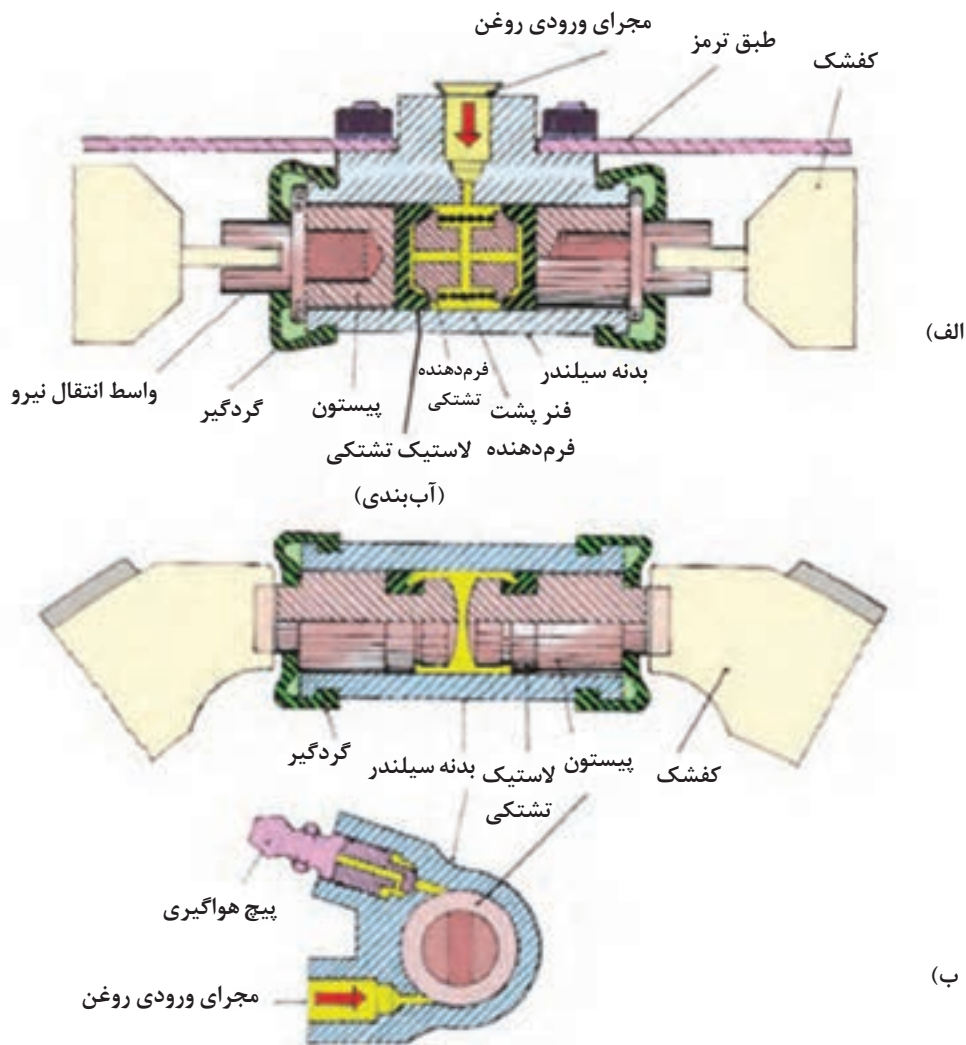 مجرای ورودی روغن
طبق ترمز
کفشک
الف)
واسط انتقال نیرو
گردگیر
پیستون
فرم‌دهنده
تشتکی
فنر پشت
فرم‌دهنده
بدنه سیلندر
لاستیک تشتکی
(آب‌بندی)
گردگیر
بدنه سیلندر
لاستیک
تشتکی
پیستون
کفشک
پیچ هواگیری
مجرای ورودی روغن
ب)